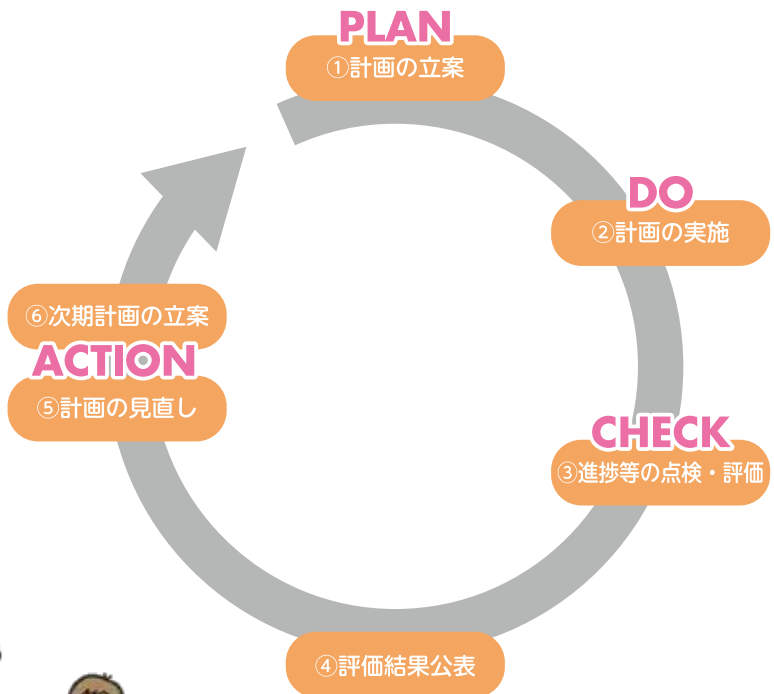 PLAN
①計画の立案
DO
②計画の実施
CHECK
③進捗等の点検・評価
④評価結果公表
⑥次期計画の立案
ACTION
⑤計画の見直し